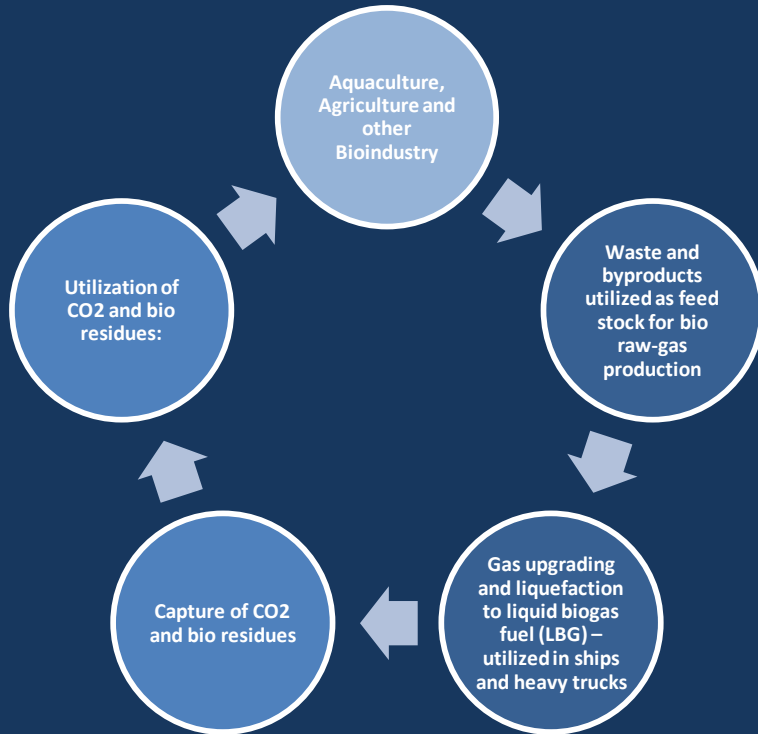 Aquaculture,
Agriculture and
other
Bioindustry
Waste and
byproducts
utilized as feed
stock for bio
raw-gas
production
Gas upgrading
and liquefaction
to liquid biogas
fuel (LBG) –
utilized in ships
and heavy trucks
Capture of CO2
and bio residues
Utilization of
CO2 and bio
residues: